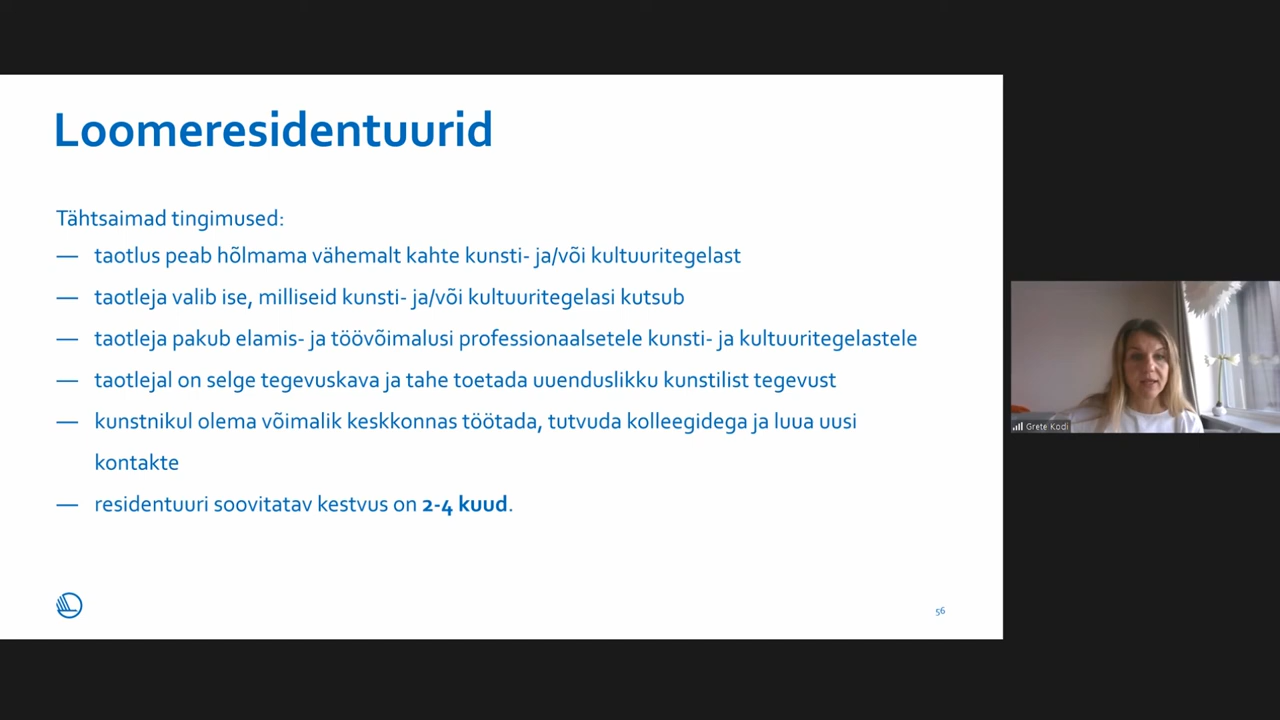 Loomeresidentuurid
Tähtsaimad tingimused:
— taotlus peab hõlmama vähemalt kahte kunsti- ja/või kultuuritegelast
— taotleja valib ise, milliseid kunsti- ja/või kultuuritegelasi kutsub
— taotleja pakub elamis- ja töövõimalusi professionaalsetele kunsti- ja kultuuritegelastele
— taotlejal on selge tegevuskava ja tahe toetada uuenduslikku kunstilist tegevust
— kunstnikul olema võimalik keskkonnas töötada, tutvuda kolleegidega ja luua uusi
kontakte
— residentuuri soovitatav kestvus on 2-4 kuud.
56
Grete Kodi